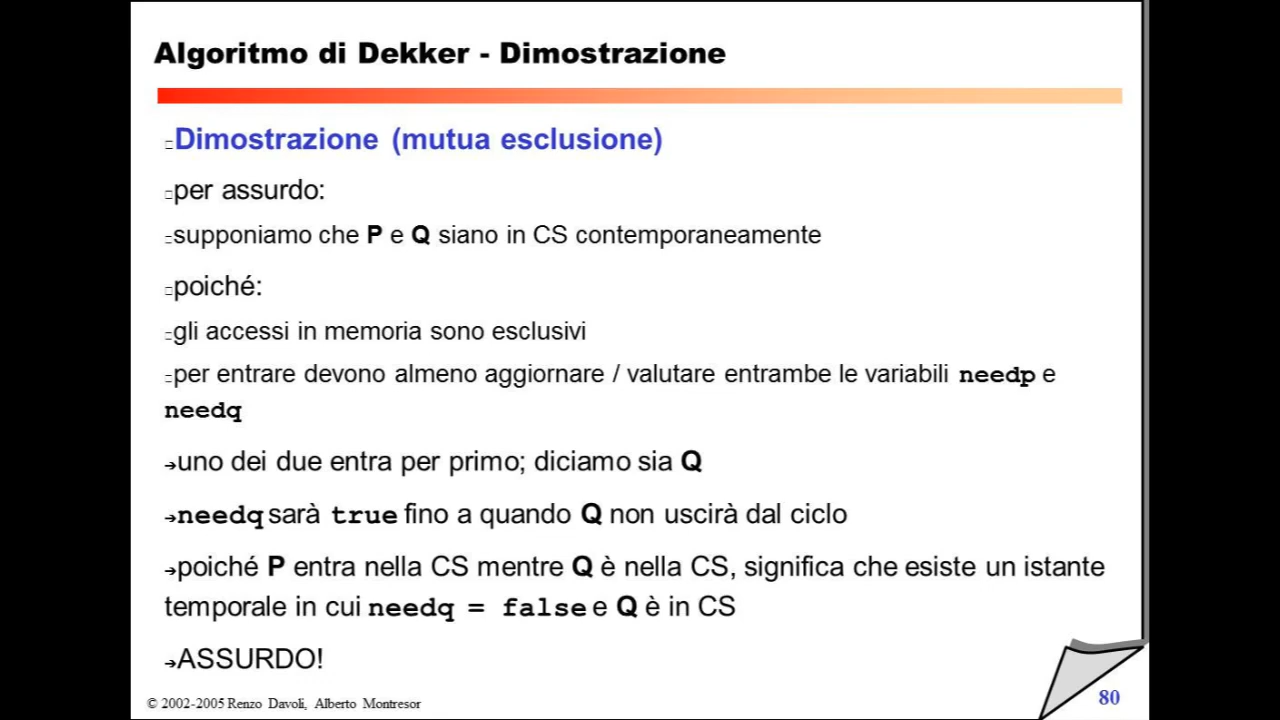 Algoritmo di Dekker - Dimostrazione
Dimostrazione (mutua esclusione)
per assurdo:
supponiamo che P e Q siano in CS contemporaneamente
poiché:
gli accessi in memoria sono esclusivi
per entrare devono almeno aggiornare / valutare entrambe le variabili needp e
needq
➔uno dei due entra per primo; diciamo sia Q
➔needq sarà true fino a quando Q non uscirà dal ciclo
➔poiché P entra nella CS mentre Q è nella CS, significa che esiste un istante
temporale in cui needq = false e Q è in CS
➔ASSURDO!
© 2002-2005 Renzo Davoli, Alberto Montresor
80